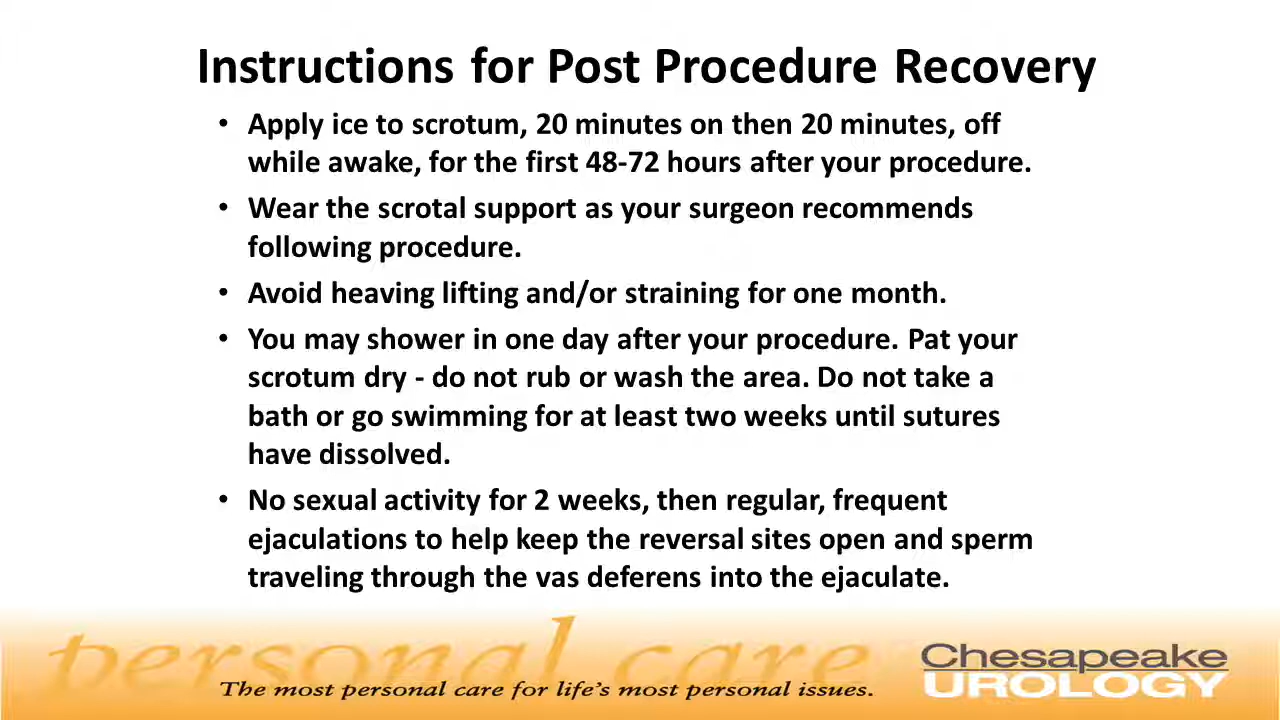 Instructions for Post Procedure Recovery
• Apply ice to scrotum, 20 minutes on then 20 minutes, off
while awake, for the first 48-72 hours after your procedure.
• Wear the scrotal support as your surgeon recommends
following procedure.
• Avoid heaving lifting and/or straining for one month.
• You may shower in one day after your procedure. Pat your
scrotum dry - do not rub or wash the area. Do not take a
bath or go swimming for at least two weeks until sutures
have dissolved.
• No sexual activity for 2 weeks, then regular, frequent
ejaculations to help keep the reversal sites open and sperm
traveling through the vas deferens into the ejaculate.
personal care
The most personal care for life's most personal issues.
Chesapeake
UROLOGY